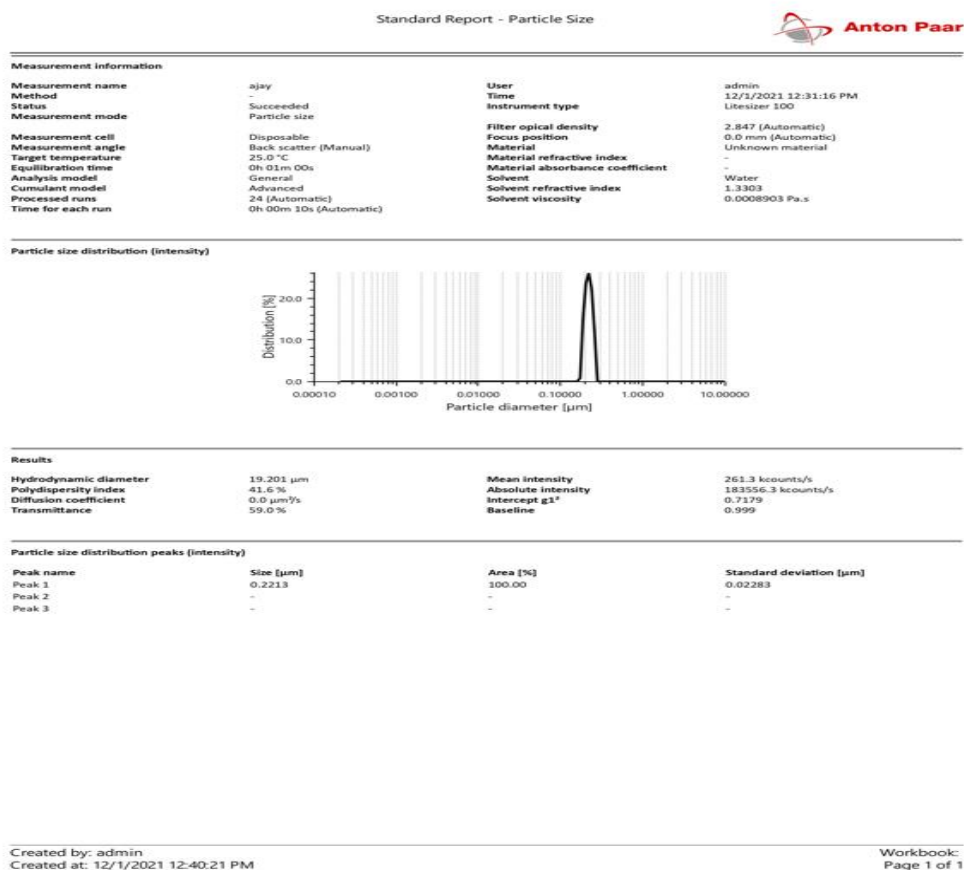 Standard Report - Particle Size
Anton Paar
Measurement information
Measurement name ajay User admin
Method - Time 12/1/2021 12:31:16 PM
Status Succeeded Instrument type Litesizer 100
Measurement mode Particle size
Filter opical density 2.847 (Automatic)
Measurement cell Disposable Focus position 0.0 mm (Automatic)
Measurement angle Back scatter (Manual) Material Unknown material
Target temperature 25.0 °C Material refractive index -
Equilibration time 0h 01m 00s Material absorbance coefficient -
Analysis model General Solvent Water
Cumulant model Advanced Solvent refractive index 1.3303
Processed runs 24 (Automatic) Solvent viscosity 0.0008903 Pa.s
Time for each run 0h 00m 10s (Automatic)
Particle size distribution (intensity)
Distribution [%]
20.0
10.0
0.0
0.00010 0.00100 0.01000 0.10000 1.00000 10.00000
Particle diameter [µm]
Results
Hydrodynamic diameter 19.201 µm Mean intensity 261.3 kcounts/s
Polydispersity index 41.6 % Absolute intensity 183556.3 kcounts/s
Diffusion coefficient 0.0 µm²/s Intercept g1² 0.7179
Transmittance 59.0 % Baseline 0.999
Particle size distribution peaks (intensity)
Peak name Size [µm] Area [%] Standard deviation [µm]
Peak 1 0.2213 100.00 0.02283
Peak 2 - - -
Peak 3 - - -
Created by: admin Workbook:
Created at: 12/1/2021 12:40:21 PM Page 1 of 1